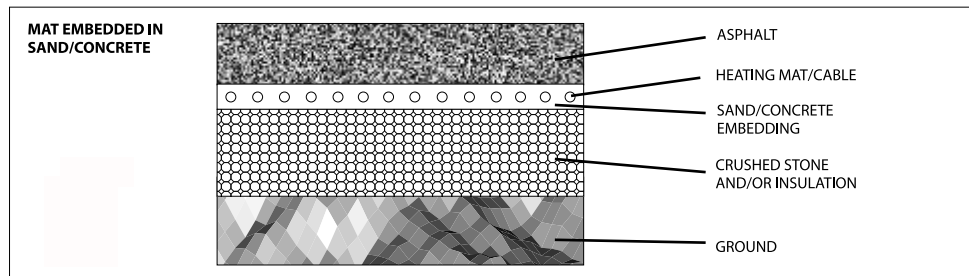 MAT EMBEDDED IN
SAND/CONCRETE
ASPHALT
HEATING MAT/CABLE
SAND/CONCRETE
EMBEDDING
CRUSHED STONE
AND/OR INSULATION
GROUND